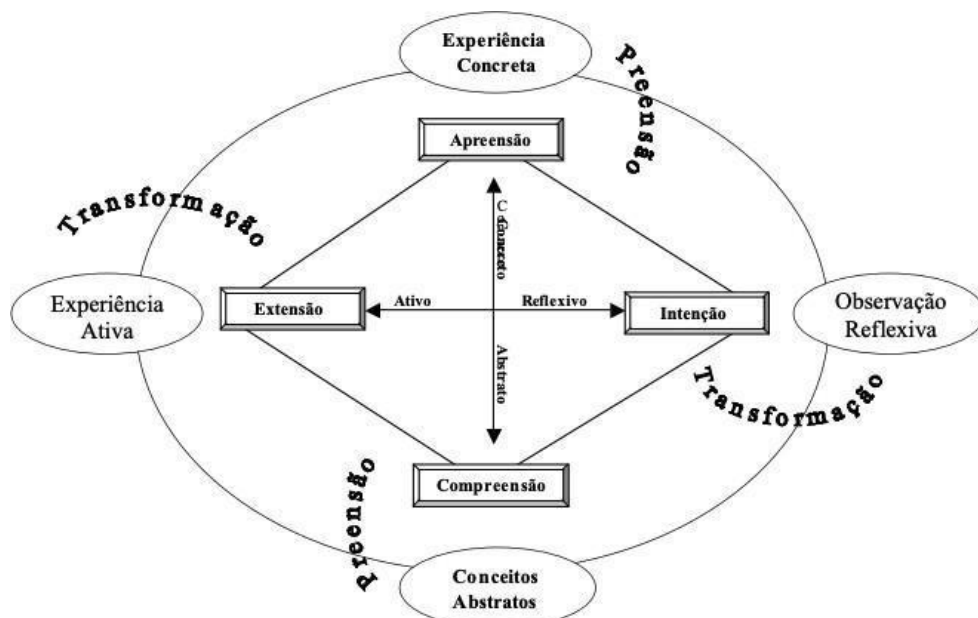 Experiência
Concreta
Preensão
Apreensão
Transformação
Experiência
Ativa
Extensão
Ativo
Reflexivo
Intenção
Observação
Reflexiva
Abstrato
Transformação
Compreensão
Preensão
Conceitos
Abstratos